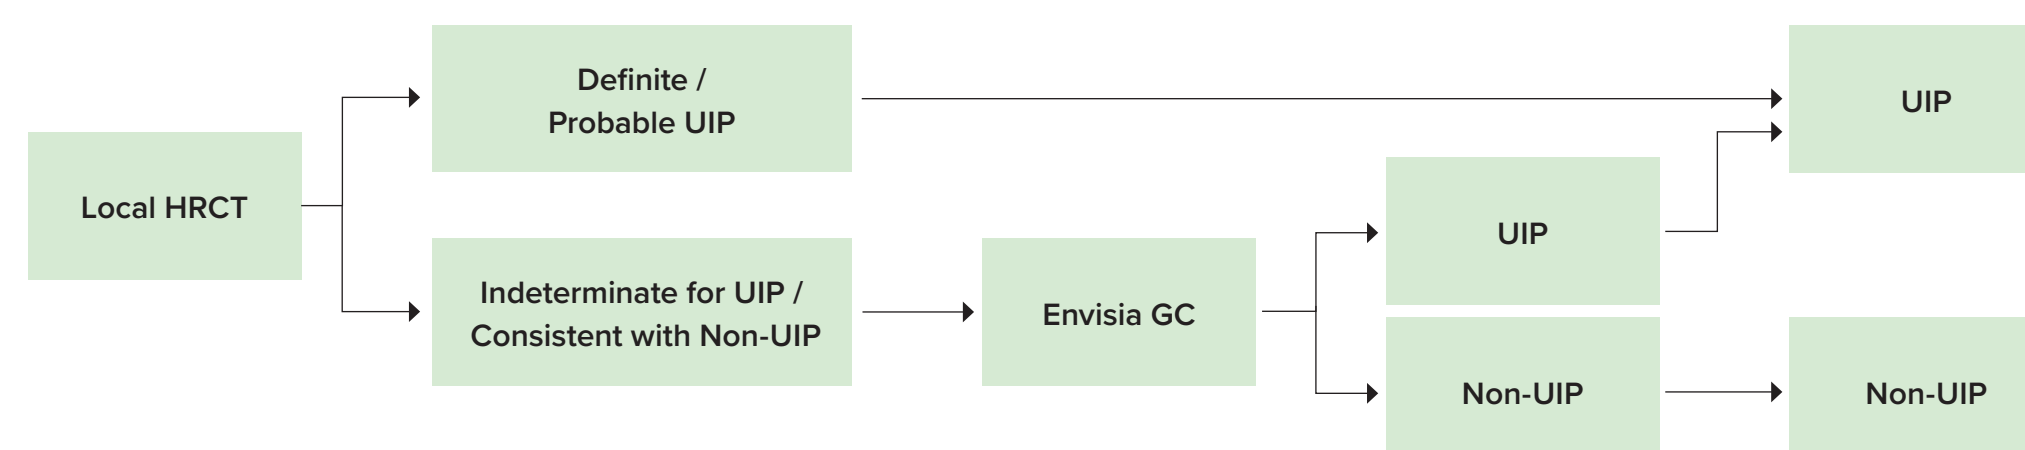 Definite /
Probable UIP
UIP
Local HRCT
UIP
Indeterminate for UIP /
Consistent with Non-UIP
Envisia GC
Non-UIP
Non-UIP